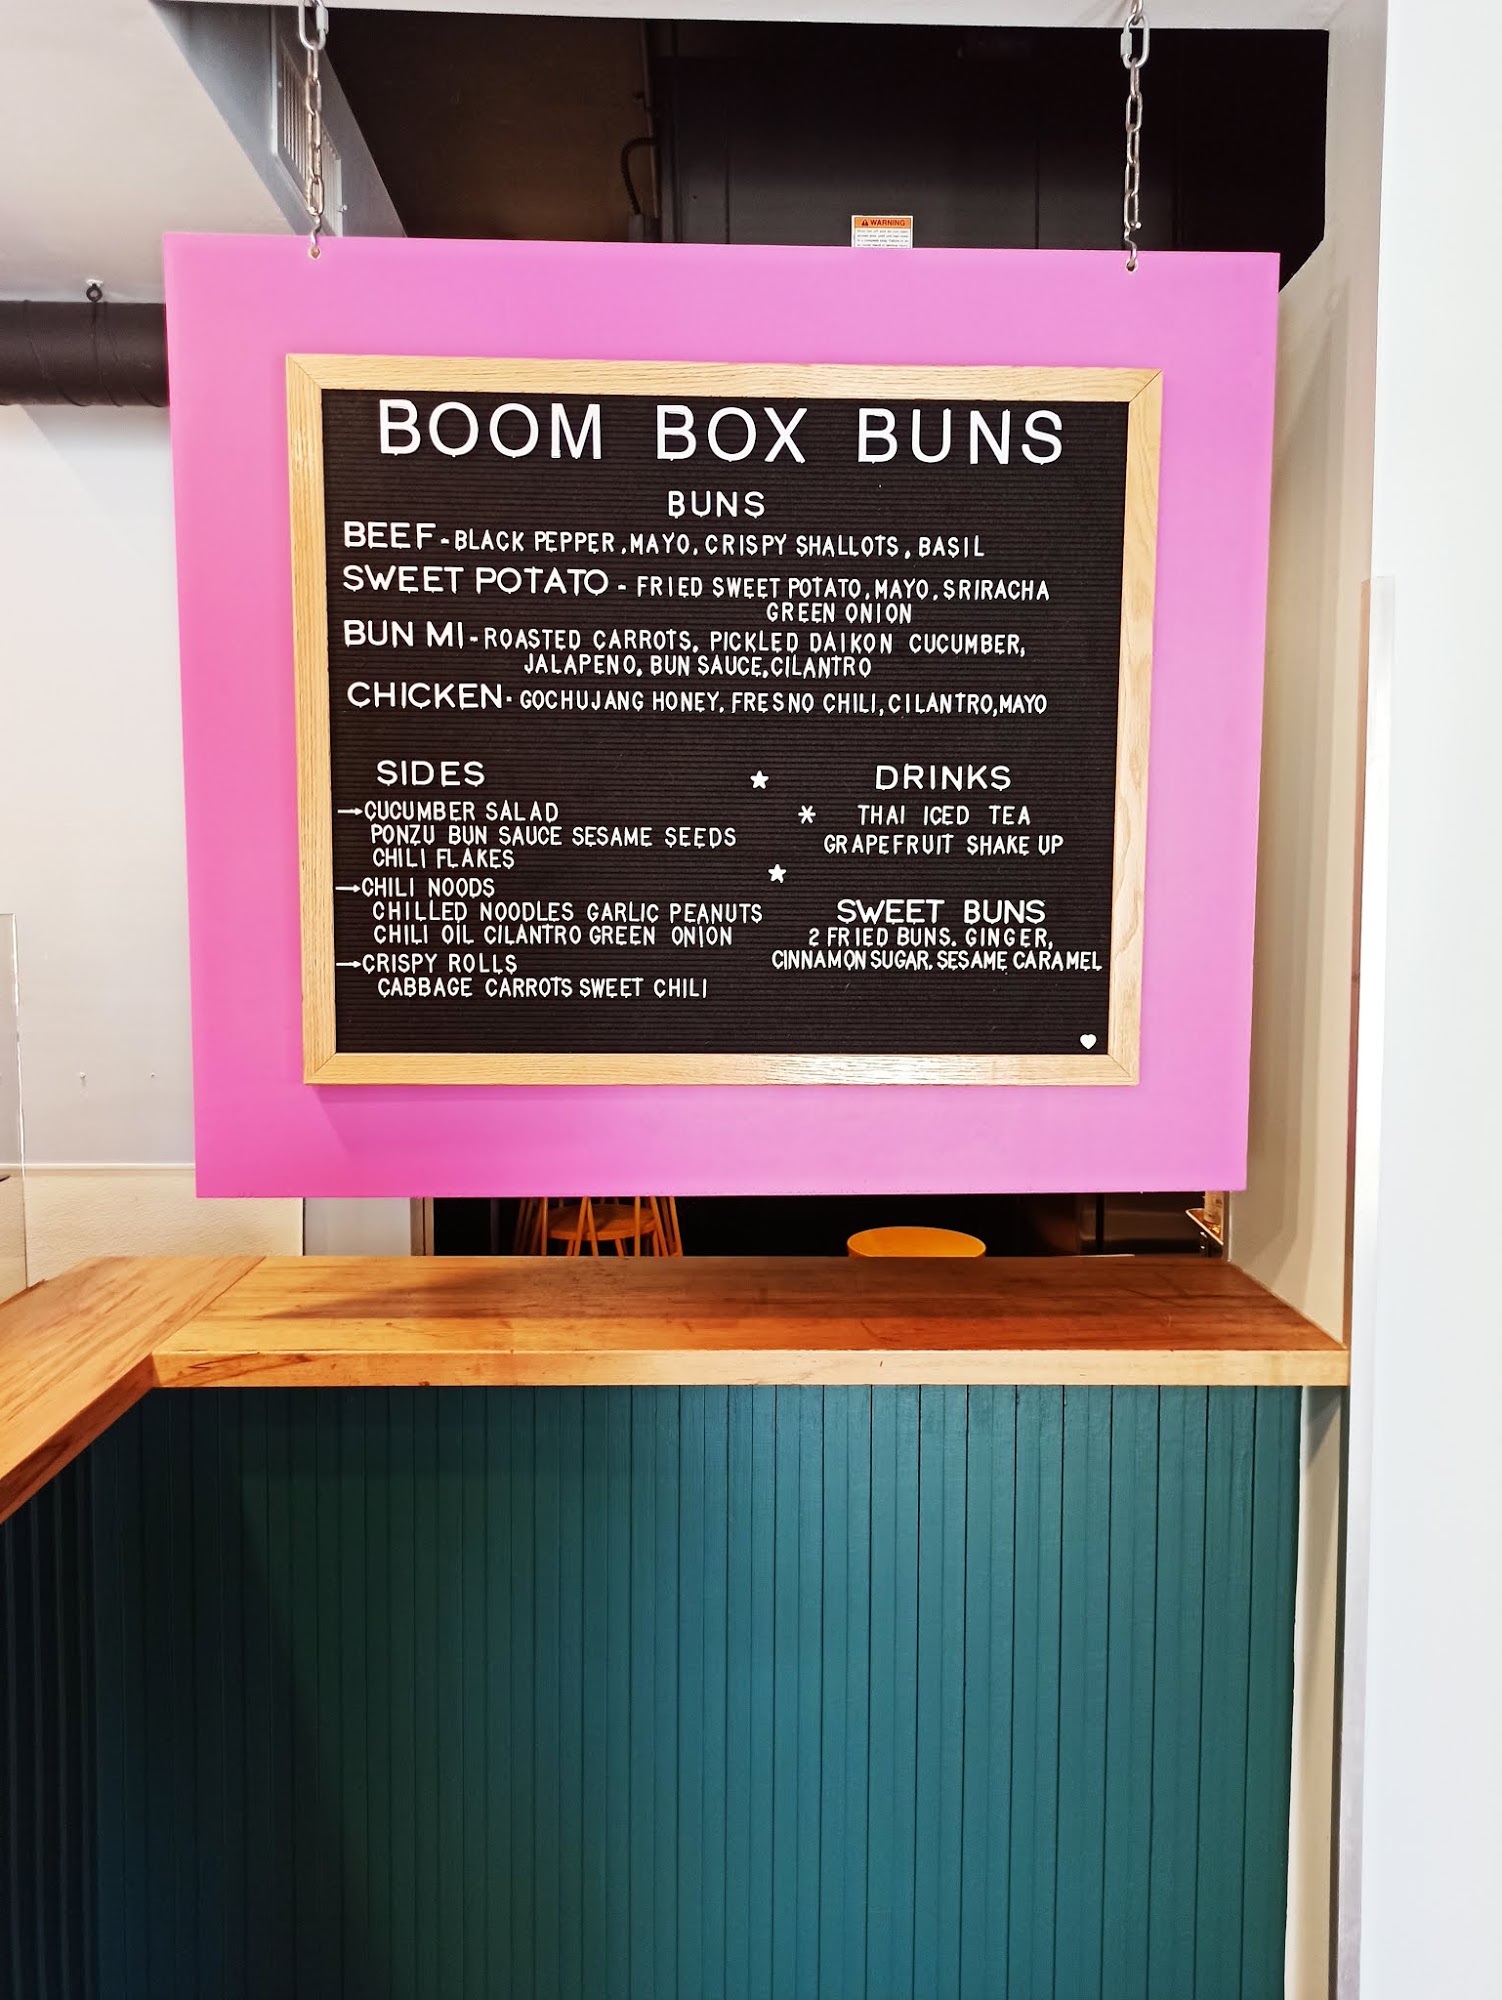 WARNING
BOOM BOX BUNS
BUNS
BEEF - BLACK PEPPER, MAYO, CRISPY SHALLOTS, BASIL
SWEET POTATO - FRIED SWEET POTATO, MAYO, SRIRACHA
GREEN ONION
BUN MI - ROASTED CARROTS, PICKLED DAIKON CUCUMBER,
JALAPENO, BUN SAUCE, CILANTRO
CHICKEN - GOCHUJANG HONEY, FRESNO CHILI, CILANTRO, MAYO
SIDES
→CUCUMBER SALAD
PONZU BUN SAUCE SESAME SEEDS
CHILI FLAKES
→CHILI NOODS
CHILLED NOODLES GARLIC PEANUTS
CHILI OIL CILANTRO GREEN ONION
→CRISPY ROLLS
CABBAGE CARROTS SWEET CHILI
DRINKS
* THAI ICED TEA
GRAPEFRUIT SHAKE UP
SWEET BUNS
2 FRIED BUNS. GINGER,
CINNAMON SUGAR, SESAME CARAMEL